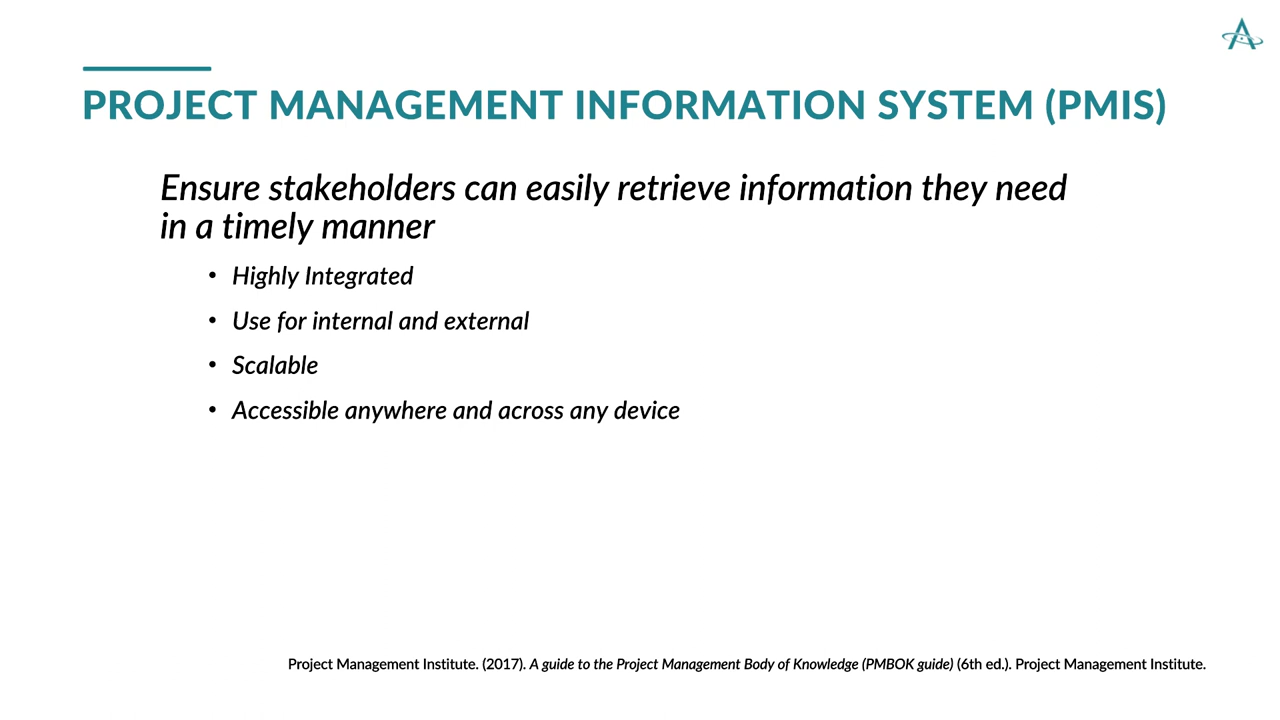 PROJECT MANAGEMENT INFORMATION SYSTEM (PMIS)
Ensure stakeholders can easily retrieve information they need
in a timely manner
• Highly Integrated
• Use for internal and external
• Scalable
• Accessible anywhere and across any device
Project Management Institute. (2017). A guide to the Project Management Body of Knowledge (PMBOK guide) (6th ed.). Project Management Institute.